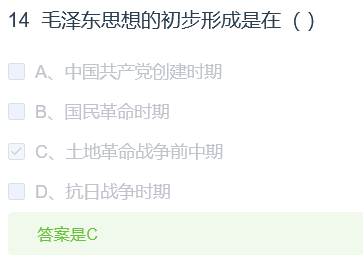 14 毛泽东思想的初步形成是在（ ）
A、中国共产党创建时期
B、国民革命时期
C、土地革命战争前中期
D、抗日战争时期
答案是C